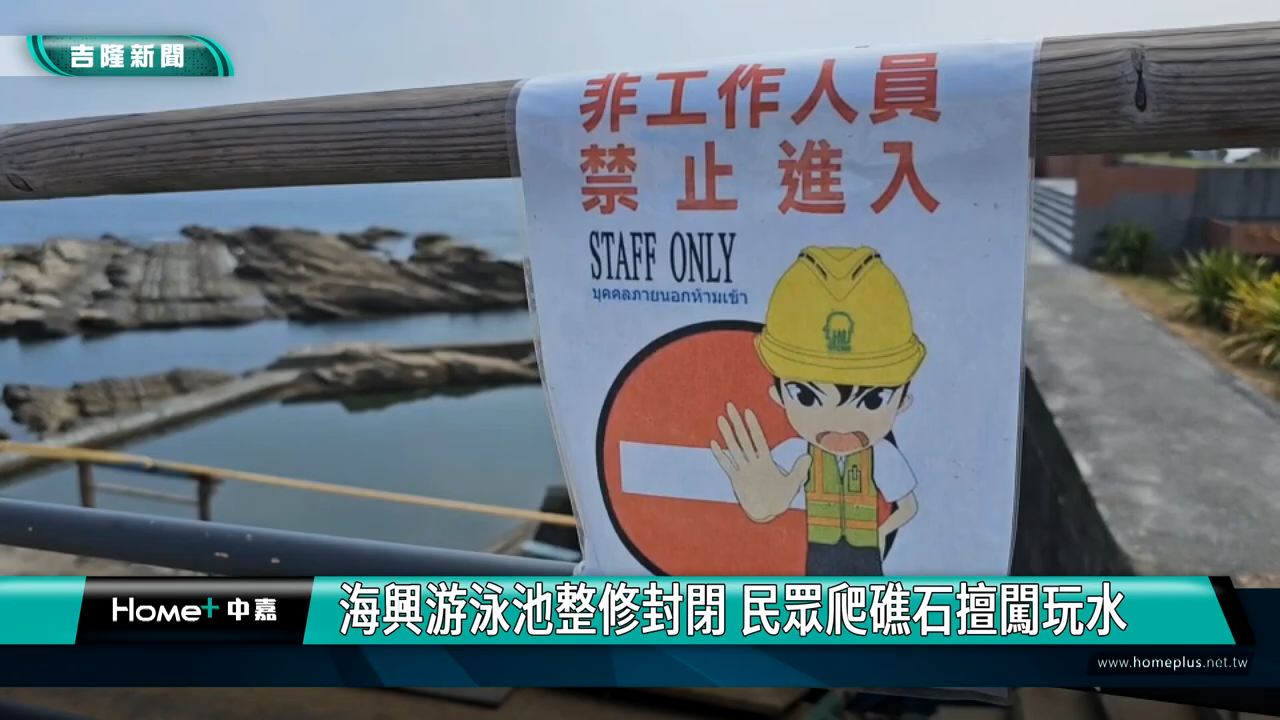 吉隆新聞
非工作人員
禁止進入
STAFF ONLY
บุคคลภายนอกห้ามเข้า
Home+中嘉
海興游泳池整修封閉 民眾爬礁石擅闖玩水
www.homeplus.net.tw